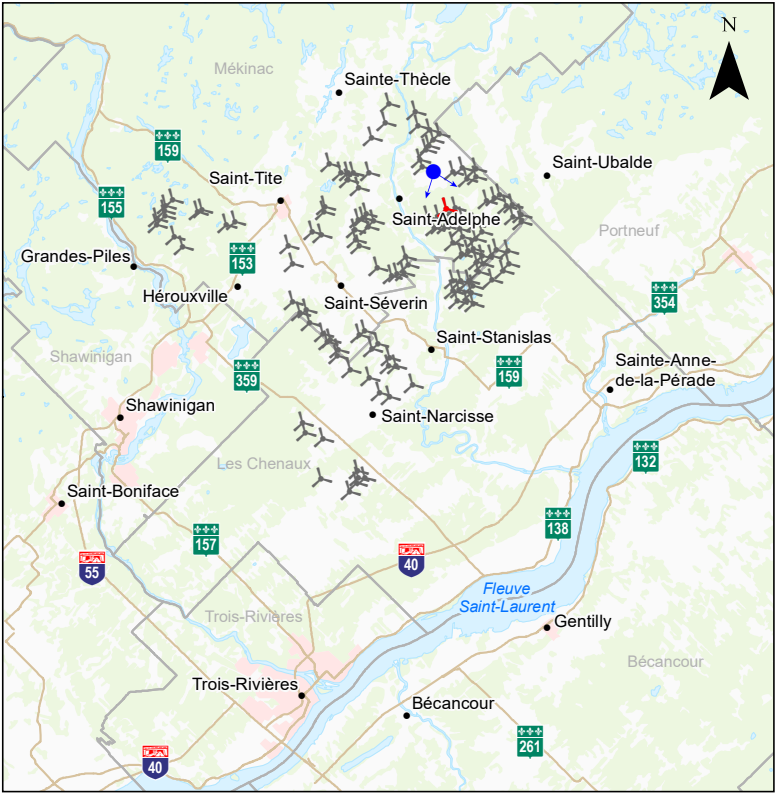 N
Mékinac
Sainte-Thècle
159
Saint-Ubalde
Saint-Tite
155
Saint-Adelphe
Portneuf
Grandes-Piles
153
Hérouxville
Saint-Séverin
354
Saint-Stanislas
Shawinigan
359
159
Sainte-Anne-
de-la-Pérade
Shawinigan
Saint-Narcisse
132
Les Chenaux
Saint-Boniface
138
157
55
40
Fleuve
Saint-Laurent
Trois-Rivières
Gentilly
Bécancour
Trois-Rivières
Bécancour
261
40